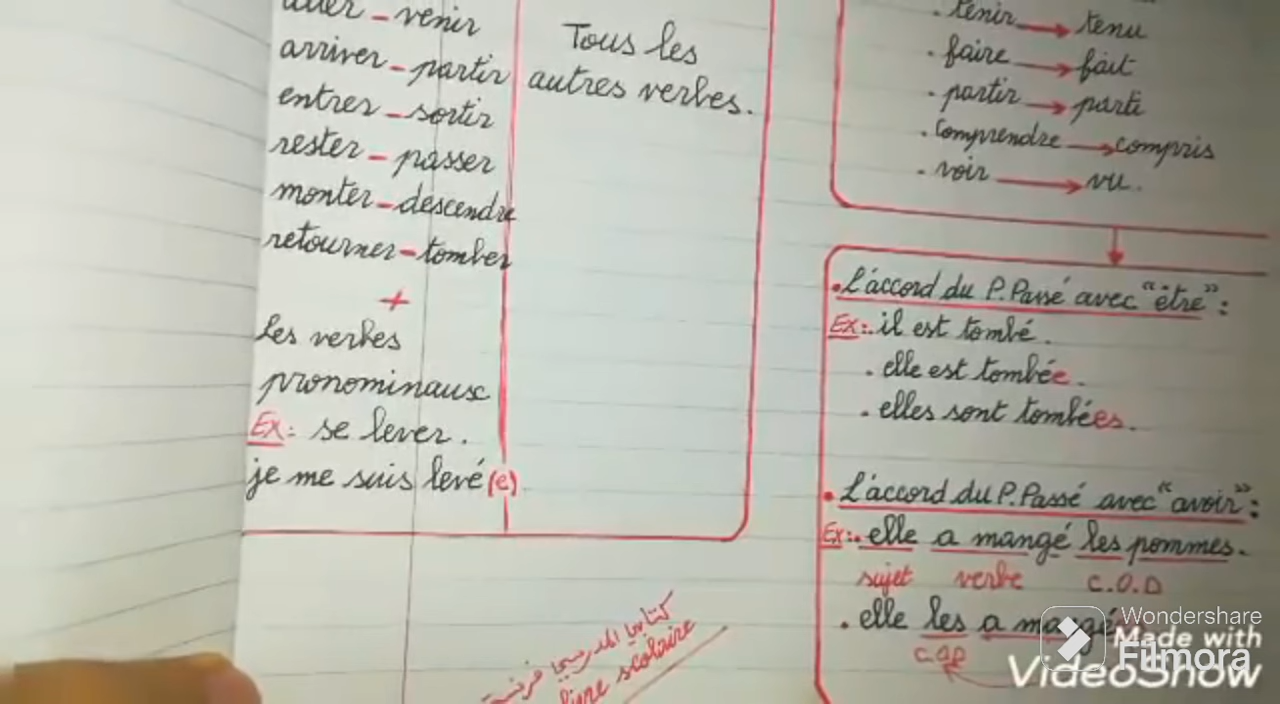 aller - venir
arriver - partir
entrer - sortir
rester - passer
monter - descendre
retourner - tomber
+
Les verbes
pronominaux
Ex: se lever.
je me suis levé(e)
Tous les
autres verbes.
. tenir → tenu
. faire → fait
. partir → parti
. comprendre → compris
. voir → vu.
. L'accord du P.Passé avec "être":
Ex: . il est tombé.
. elle est tombée.
. elles sont tombées.
. L'accord du P.Passé avec "avoir":
Ex: . elle a mangé les pommes.
sujet verbe C.O.D
. elle les a mangé
C.O.D
livre scolaire
Wondershare
Made with
Filmora
VideoShow